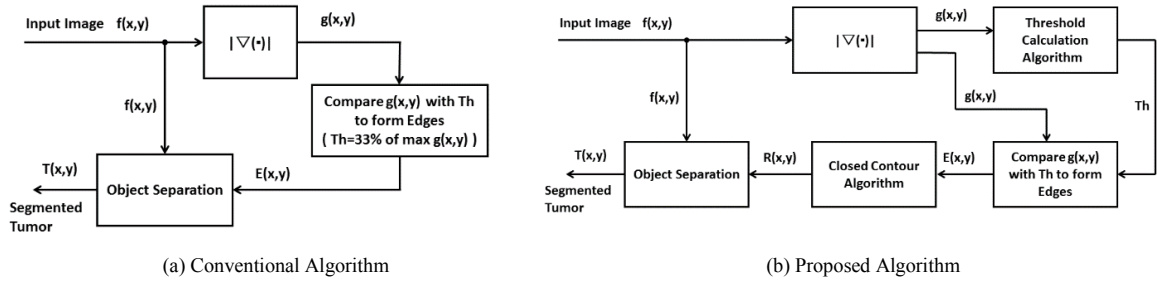 Input Image f(x,y)
|∇(•)|
g(x,y)
f(x,y)
Compare g(x,y) with Th
to form Edges
( Th=33% of max g(x,y) )
T(x,y)
Object Separation
E(x,y)
Segmented
Tumor
(a) Conventional Algorithm
Input Image f(x,y)
|∇(•)|
g(x,y)
Threshold
Calculation
Algorithm
f(x,y)
g(x,y)
Th
T(x,y)
Object Separation
R(x,y)
Closed Contour
Algorithm
E(x,y)
Compare g(x,y)
with Th to form
Edges
Segmented
Tumor
(b) Proposed Algorithm